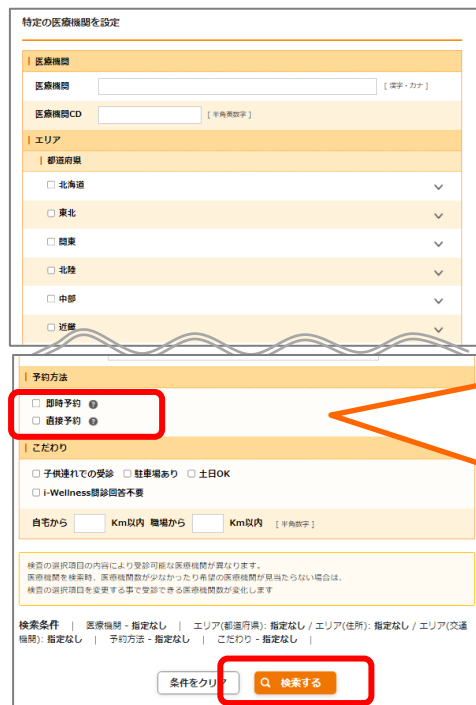 特定の医療機関を設定
医療機関
医療機関 [ 漢字・カナ ]
医療機関CD [ 半角英数字 ]
エリア
都道府県
北海道
東北
関東
北陸
中部
近畿
予約方法
即時予約 ?
直接予約 ?
こだわり
子供連れでの受診 駐車場あり 土日OK
i-Wellness問診回答不要
自宅から Km以内 職場から Km以内 [ 半角数字 ]
検査の選択項目の内容により受診可能な医療機関が異なります。
医療機関を検索時、医療機関数が少なかったり希望の医療機関が見当たらない場合は、
検査の選択項目を変更する事で受診できる医療機関数が変化します
検索条件 | 医療機関 - 指定なし | エリア(都道府県): 指定なし / エリア(住所): 指定なし / エリア(交通
機関): 指定なし | 予約方法 - 指定なし | こだわり - 指定なし |
条件をクリア 検索する